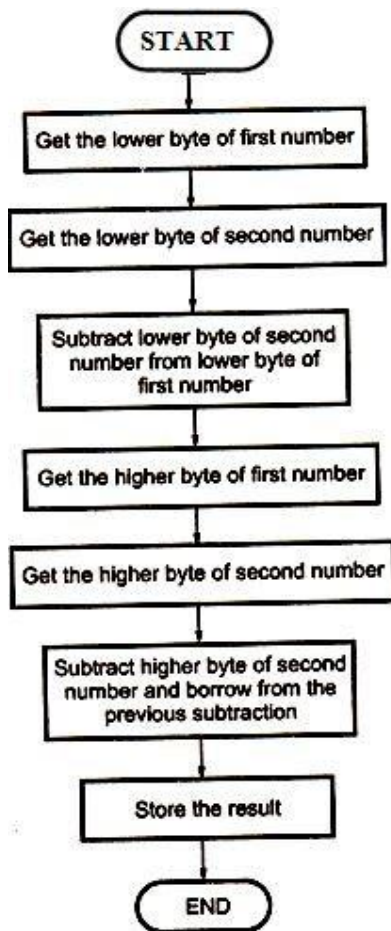 START
Get the lower byte of first number
Get the lower byte of second number
Subtract lower byte of second
number from lower byte of
first number
Get the higher byte of first number
Get the higher byte of second number
Subtract higher byte of second
number and borrow from the
previous subtraction
Store the result
END